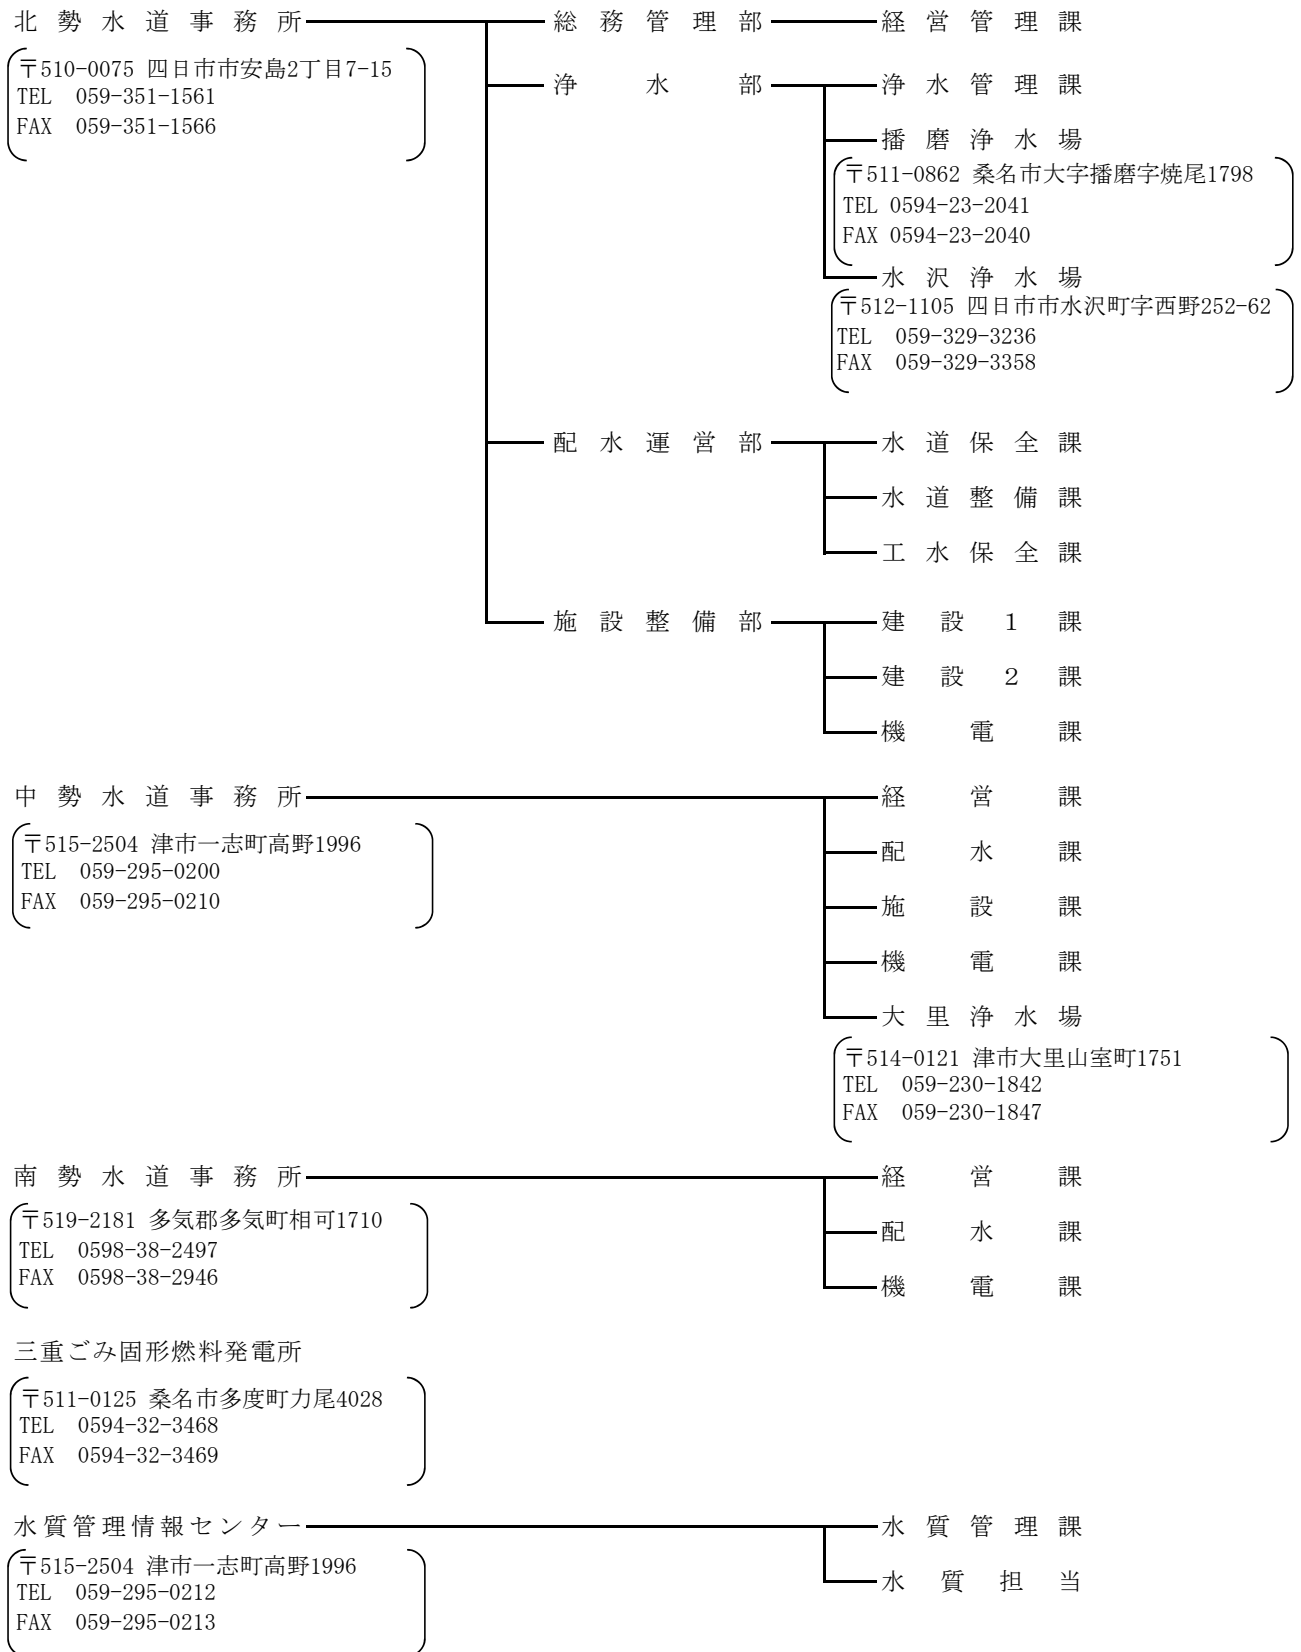 北勢水道事務所 総務管理部 経営管理課
〒510-0075 四日市市安島2丁目7-15
TEL 059-351-1561
FAX 059-351-1566
浄水部 浄水管理課
播磨浄水場
〒511-0862 桑名市大字播磨字焼尾1798
TEL 0594-23-2041
FAX 0594-23-2040
水沢浄水場
〒512-1105 四日市市水沢町字西野252-62
TEL 059-329-3236
FAX 059-329-3358
配水運営部 水道保全課
水道整備課
工水保全課
施設整備部 建設1課
建設2課
機電課
中勢水道事務所 経営課
〒515-2504 津市一志町高野1996
TEL 059-295-0200
FAX 059-295-0210
配水課
施設課
機電課
大里浄水場
〒514-0121 津市大里山室町1751
TEL 059-230-1842
FAX 059-230-1847
南勢水道事務所 経営課
〒519-2181 多気郡多気町相可1710
TEL 0598-38-2497
FAX 0598-38-2946
配水課
機電課
三重ごみ固形燃料発電所
〒511-0125 桑名市多度町力尾4028
TEL 0594-32-3468
FAX 0594-32-3469
水質管理情報センター 水質管理課
〒515-2504 津市一志町高野1996
TEL 059-295-0212
FAX 059-295-0213
水質担当